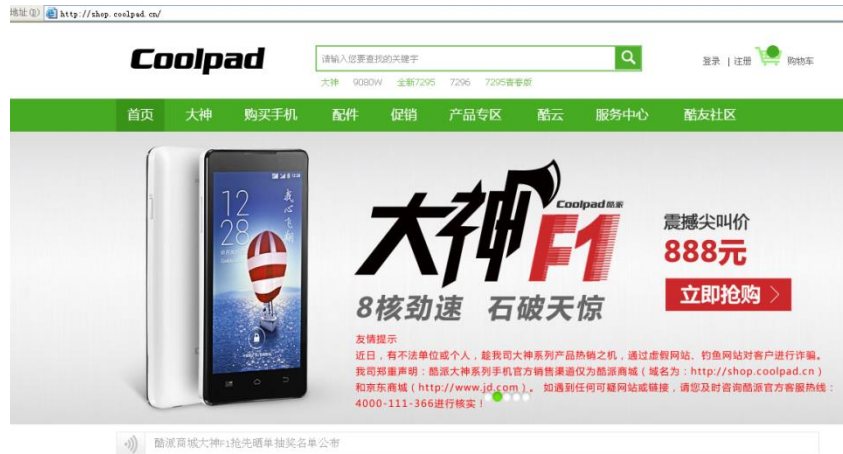 地址(D) http://shop.coolpad.cn/
Coolpad
请输入您要查找的关键字
登录 | 注册 购物车
大神 9080W 全新7295 7296 7295青春版
首页 大神 购买手机 配件 促销 产品专区 酷云 服务中心 酷友社区
12
28
我心飞翔
大神F1
Coolpad 酷派
震撼尖叫价
888元
立即抢购 >
8核劲速 石破天惊
友情提示
近日，有不法单位或个人，趁我司大神系列产品热销之机，通过虚假网站、钓鱼网站对客户进行诈骗。
我司郑重声明：酷派大神系列手机官方销售渠道仅为酷派商城（域名为：http://shop.coolpad.cn）
和京东商城（http://www.jd.com）。 如遇到任何可疑网站或链接，请您及时咨询酷派官方客服热线：
4000-111-366进行核实！
酷派商城大神F1抢先晒单抽奖名单公布